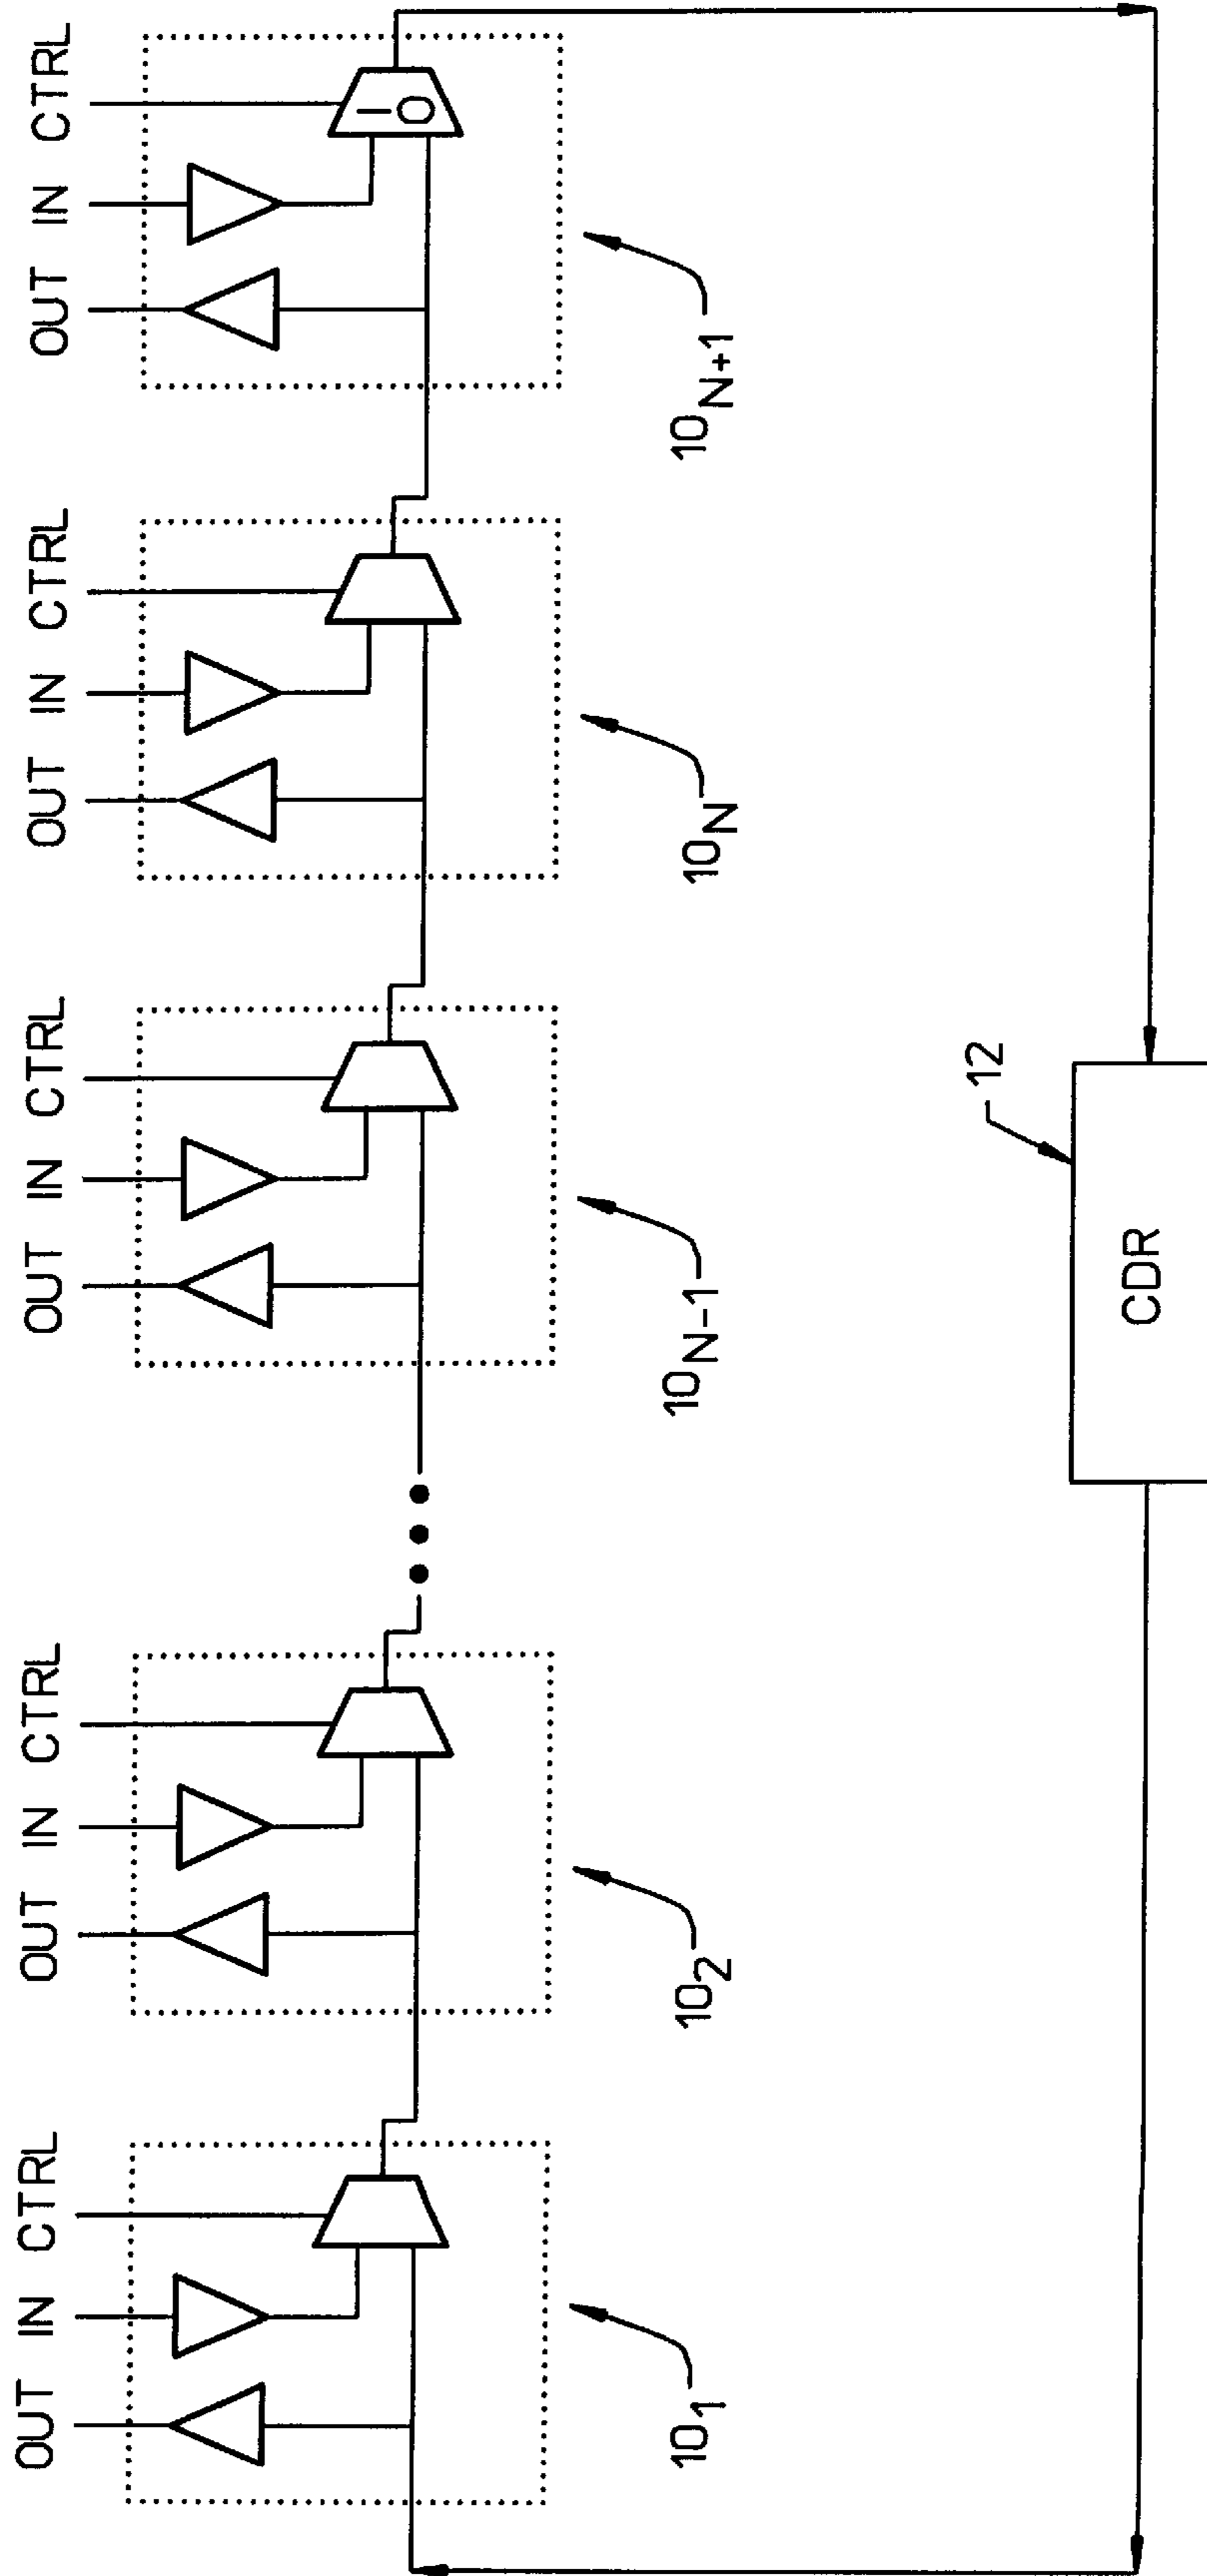 OUT IN CTRL OUT IN CTRL OUT IN CTRL OUT IN CTRL OUT IN CTRL
1
0
10₁ 10₂ 10N-1 10N 10N+1
12
CDR